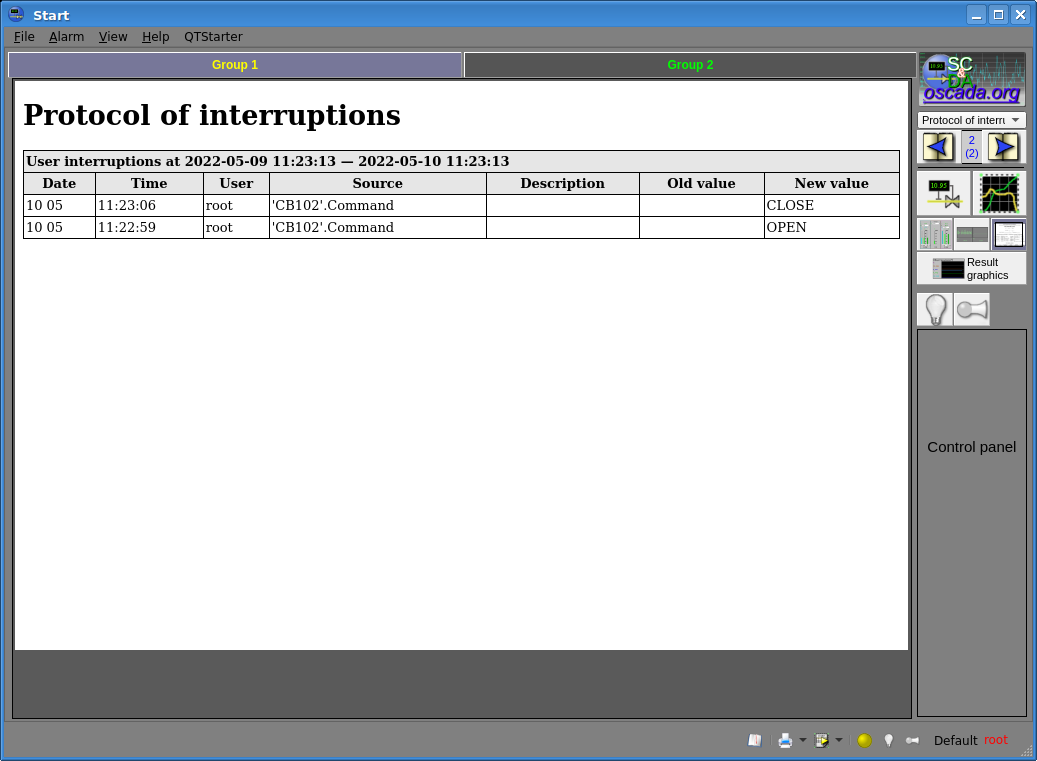 Start
File Alarm View Help QTStarter
Group 1 Group 2
SC
&
DA
oscada.org
Protocol of interru
2
(2)
10.95
Result
graphics
Control panel
Protocol of interruptions
User interruptions at 2022-05-09 11:23:13 — 2022-05-10 11:23:13
Date Time User Source Description Old value New value
10 05 11:23:06 root 'CB102'.Command CLOSE
10 05 11:22:59 root 'CB102'.Command OPEN
Default root